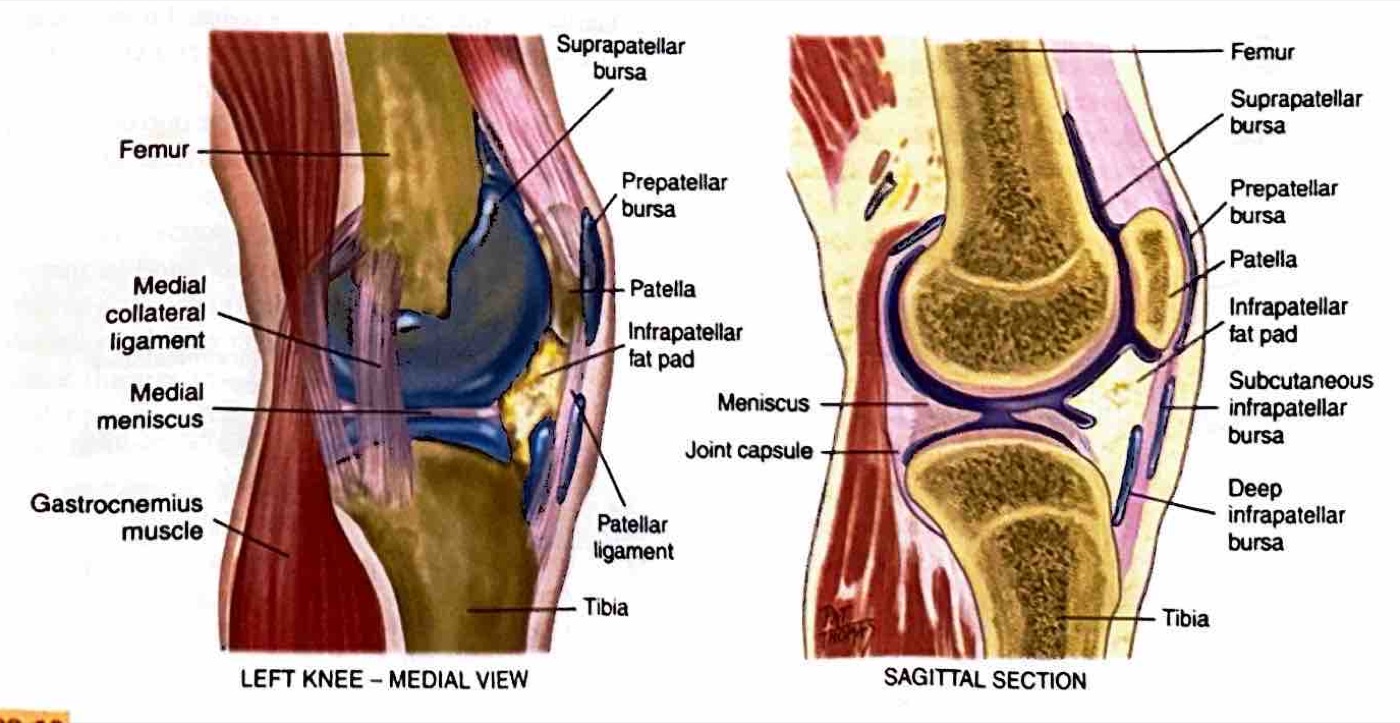 Suprapatellar
bursa
Femur
Prepatellar
bursa
Medial
collateral
ligament
Patella
Infrapatellar
fat pad
Medial
meniscus
Gastrocnemius
muscle
Patellar
ligament
Tibia
LEFT KNEE – MEDIAL VIEW
Femur
Suprapatellar
bursa
Prepatellar
bursa
Patella
Infrapatellar
fat pad
Subcutaneous
infrapatellar
bursa
Meniscus
Joint capsule
Deep
infrapatellar
bursa
Tibia
PAT
THOMAS
SAGITTAL SECTION